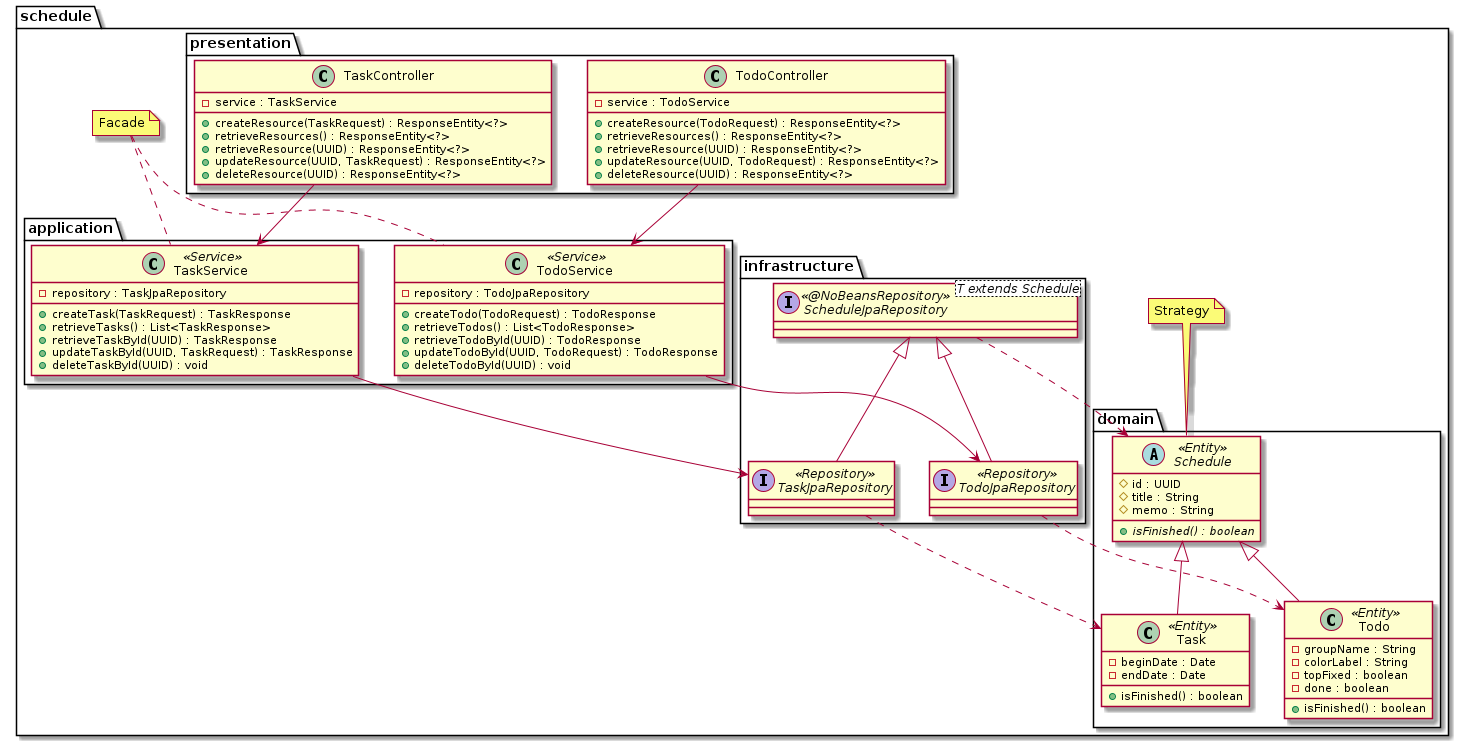 schedule
presentation
C TaskController
service : TaskService
createResource(TaskRequest) : ResponseEntity<?>
retrieveResources() : ResponseEntity<?>
retrieveResource(UUID) : ResponseEntity<?>
updateResource(UUID, TaskRequest) : ResponseEntity<?>
deleteResource(UUID) : ResponseEntity<?>
C TodoController
service : TodoService
createResource(TodoRequest) : ResponseEntity<?>
retrieveResources() : ResponseEntity<?>
retrieveResource(UUID) : ResponseEntity<?>
updateResource(UUID, TodoRequest) : ResponseEntity<?>
deleteResource(UUID) : ResponseEntity<?>
Facade
application
«Service»
C TaskService
repository : TaskJpaRepository
createTask(TaskRequest) : TaskResponse
retrieveTasks() : List<TaskResponse>
retrieveTaskById(UUID) : TaskResponse
updateTaskById(UUID, TaskRequest) : TaskResponse
deleteTaskById(UUID) : void
«Service»
C TodoService
repository : TodoJpaRepository
createTodo(TodoRequest) : TodoResponse
retrieveTodos() : List<TodoResponse>
retrieveTodoById(UUID) : TodoResponse
updateTodoById(UUID, TodoRequest) : TodoResponse
deleteTodoById(UUID) : void
infrastructure
T extends Schedule
«@NoBeansRepository»
I ScheduleJpaRepository
«Repository»
I TaskJpaRepository
«Repository»
I TodoJpaRepository
Strategy
domain
«Entity»
A Schedule
id : UUID
title : String
memo : String
isFinished() : boolean
«Entity»
C Task
beginDate : Date
endDate : Date
isFinished() : boolean
«Entity»
C Todo
groupName : String
colorLabel : String
topFixed : boolean
done : boolean
isFinished() : boolean